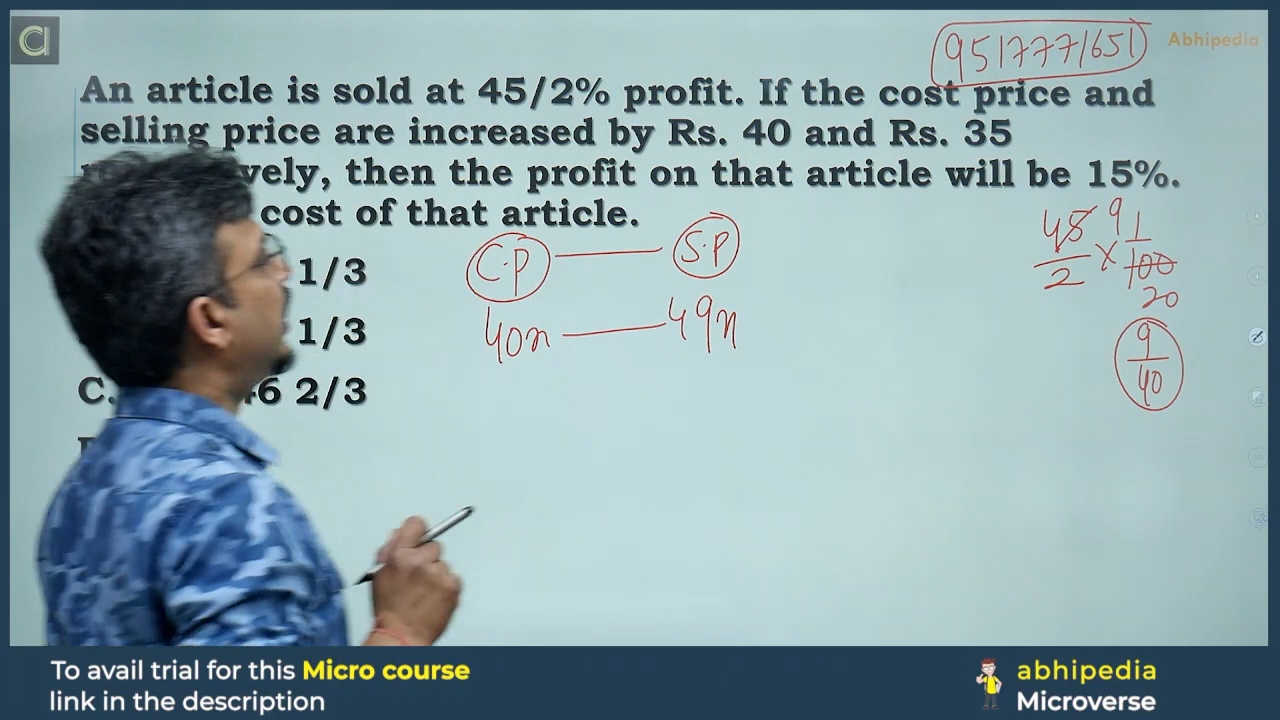 9517771651
Abhipedia
An article is sold at 45/2% profit. If the cost price and
selling price are increased by Rs. 40 and Rs. 35
vely, then the profit on that article will be 15%.
cost of that article.
C.P — S.P
45/2 × 1/100
9
20
1/3
40x — 49x
9/40
1/3
C. 46 2/3
To avail trial for this Micro course
link in the description
abhipedia
Microverse